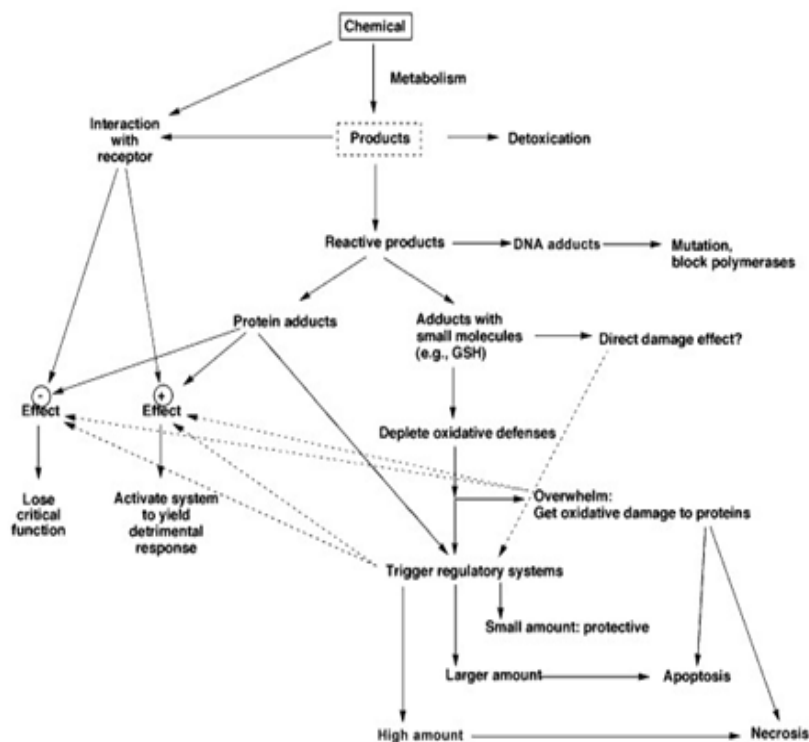 Chemical
Metabolism
Interaction
with
receptor
Products
Detoxication
Reactive products
DNA adducts
Mutation,
block polymerases
Protein adducts
Adducts with
small molecules
(e.g., GSH)
Direct damage effect?
-
Effect
+
Effect
Deplete oxidative defenses
Lose
critical
function
Activate system
to yield
detrimental
response
Overwhelm:
Get oxidative damage to proteins
Trigger regulatory systems
Small amount: protective
Larger amount
Apoptosis
High amount
Necrosis